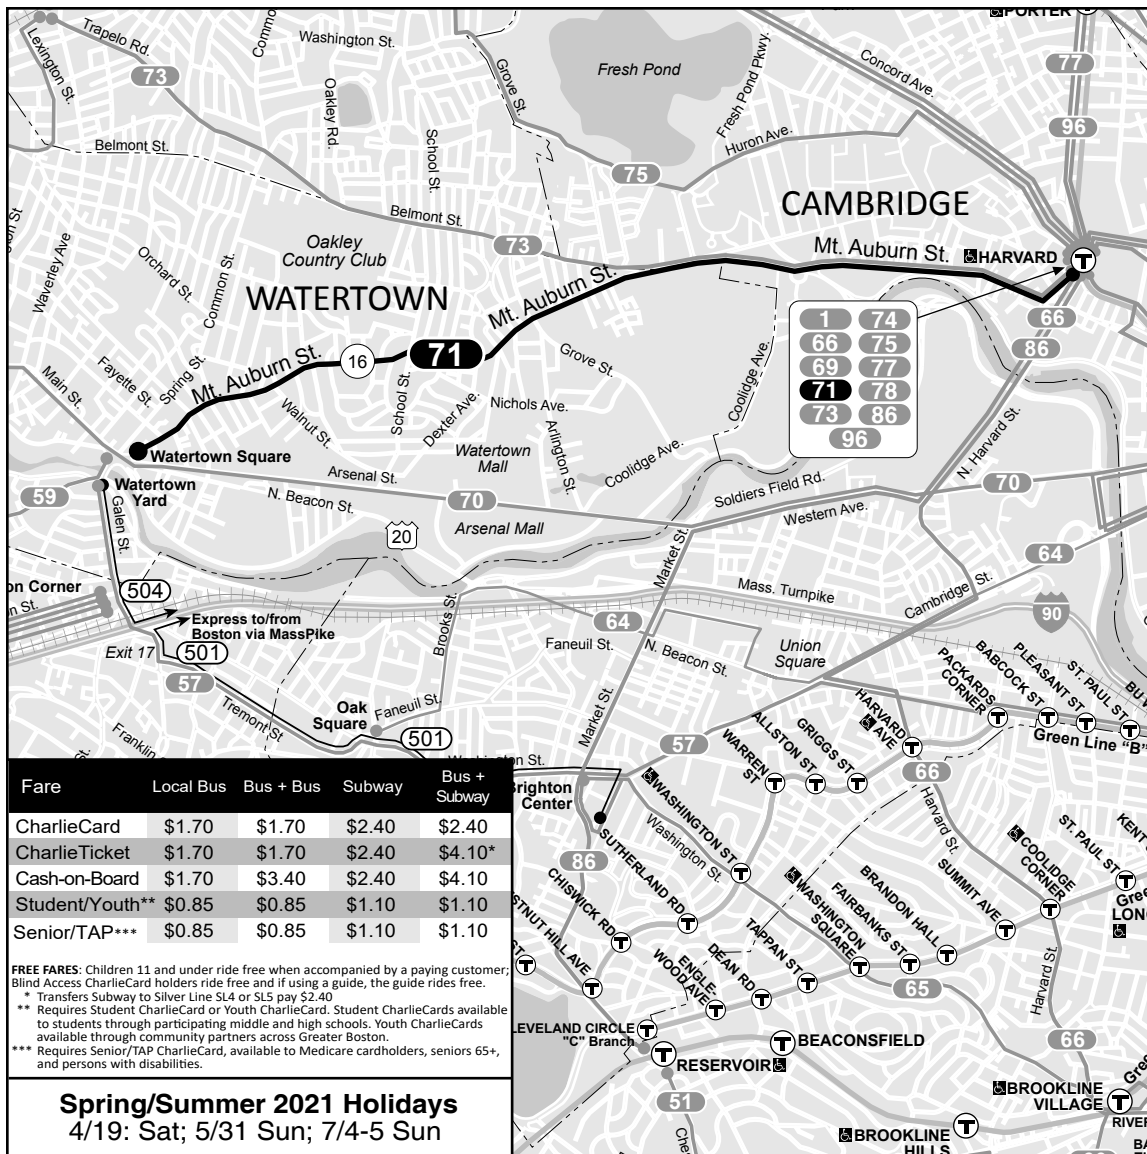 PORTER
Trapelo Rd.
Lexington St.
Washington St.
73
Grove St.
Fresh Pond
Fresh Pond Pkwy.
Concord Ave.
77
96
Oakley Rd.
School St.
Belmont St.
Huron Ave.
75
CAMBRIDGE
Belmont St.
73
Mt. Auburn St.
HARVARD
T
Oakley
Country Club
Waverley Ave
Orchard St.
Common St.
WATERTOWN
Mt. Auburn St.
66
86
1 74
66 75
69 77
71 78
73 86
96
16
71
Mt. Auburn St.
Grove St.
Coolidge Ave.
Main St.
Fayette St.
Spring St.
Walnut St.
School St.
Dexter Ave.
Nichols Ave.
Arlington St.
N. Harvard St.
Watertown Square
Watertown
Mall
Coolidge Ave.
Arsenal St.
70
Soldiers Field Rd.
70
59
Watertown
Yard
N. Beacon St.
Western Ave.
Galen St.
20
Arsenal Mall
Market St.
64
on Corner
504
Mass. Turnpike
Cambridge St.
90
Express to/from
Boston via MassPike
Brooks St.
64
Exit 17
501
Faneuil St.
N. Beacon St.
Union
Square
57
Tremont St
Oak
Square
Faneuil St.
501
Market St.
57
PACKARDS
CORNER
BABCOCK ST
PLEASANT ST
ST. PAUL ST
Green Line “B”
HARVARD
AVE
ALLSTON ST
GRIGGS ST
WARREN
ST
66
Franklin
Brighton
Center
WASHINGTON ST
Washington St.
Harvard St.
86
SUTHERLAND RD
CHISWICK RD
WASHINGTON
SQUARE
FAIRBANKS ST
BRANDON HALL
SUMMIT AVE
COOLIDGE
CORNER
ST. PAUL ST
KENT
TAPPAN ST
DEAN RD
ENGLE-
WOOD AVE
65
Harvard St.
66
LEVELAND CIRCLE
"C" Branch
BEACONSFIELD
RESERVOIR
51
BROOKLINE
VILLAGE
BROOKLINE
HILLS
Fare Local Bus Bus + Bus Subway Bus + Subway
CharlieCard $1.70 $1.70 $2.40 $2.40
CharlieTicket $1.70 $1.70 $2.40 $4.10*
Cash-on-Board $1.70 $3.40 $2.40 $4.10
Student/Youth** $0.85 $0.85 $1.10 $1.10
Senior/TAP*** $0.85 $0.85 $1.10 $1.10
FREE FARES: Children 11 and under ride free when accompanied by a paying customer;
Blind Access CharlieCard holders ride free and if using a guide, the guide rides free.
* Transfers Subway to Silver Line SL4 or SL5 pay $2.40
** Requires Student CharlieCard or Youth CharlieCard. Student CharlieCards available
to students through participating middle and high schools. Youth CharlieCards
available through community partners across Greater Boston.
*** Requires Senior/TAP CharlieCard, available to Medicare cardholders, seniors 65+,
and persons with disabilities.
Spring/Summer 2021 Holidays
4/19: Sat; 5/31 Sun; 7/4-5 Sun